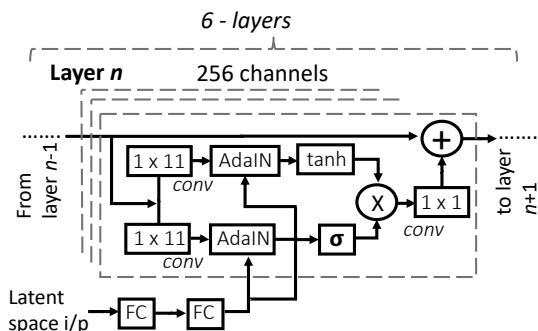 6 - layers
Layer n
256 channels
From layer n-1
1 x 11
conv
AdaIN
tanh
+
X
1 x 1
conv
1 x 11
conv
AdaIN
σ
to layer n+1
Latent space i/p
FC
FC